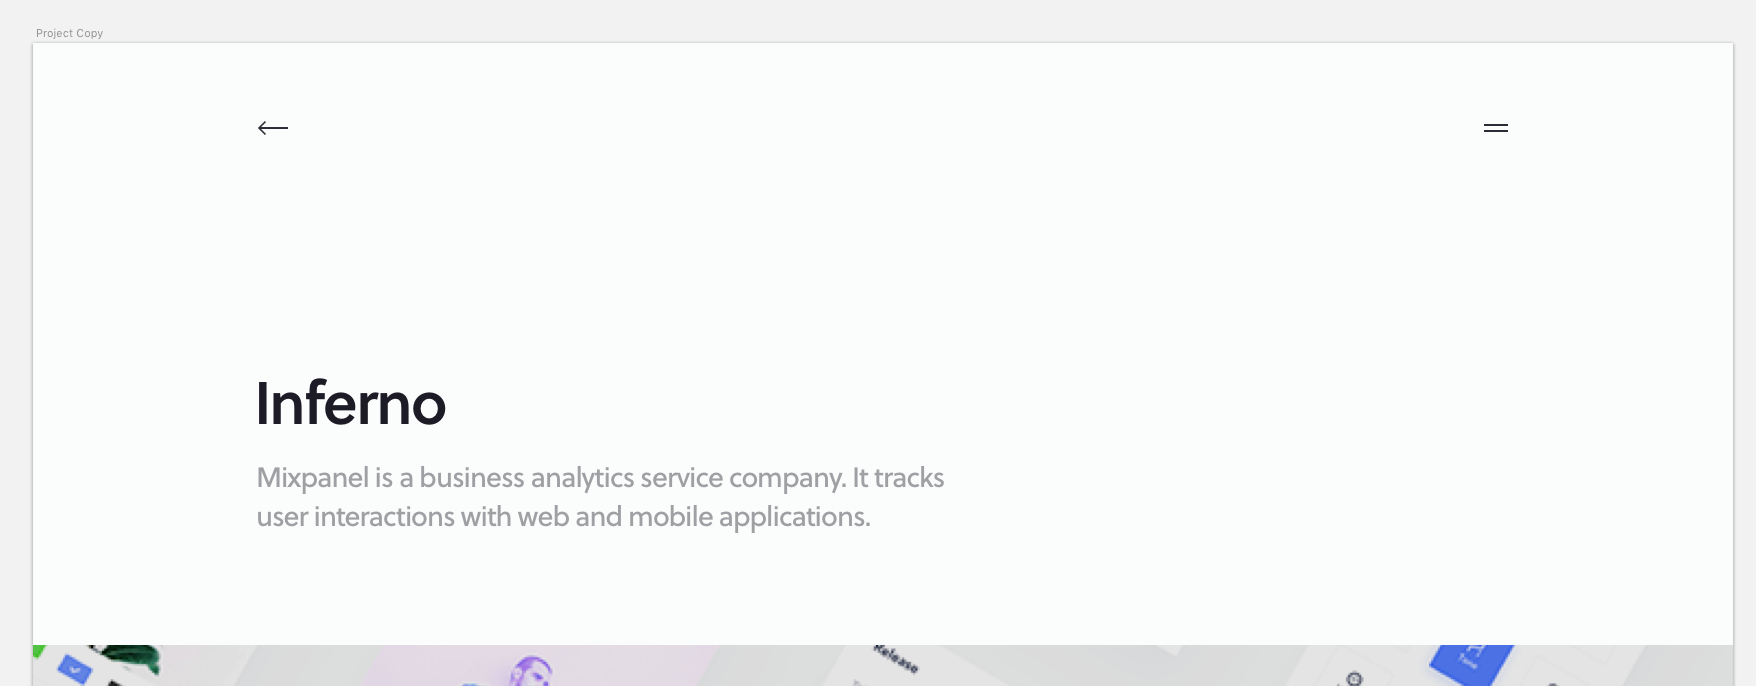 Project Copy
Inferno
Mixpanel is a business analytics service company. It tracks
user interactions with web and mobile applications.
Release
Time